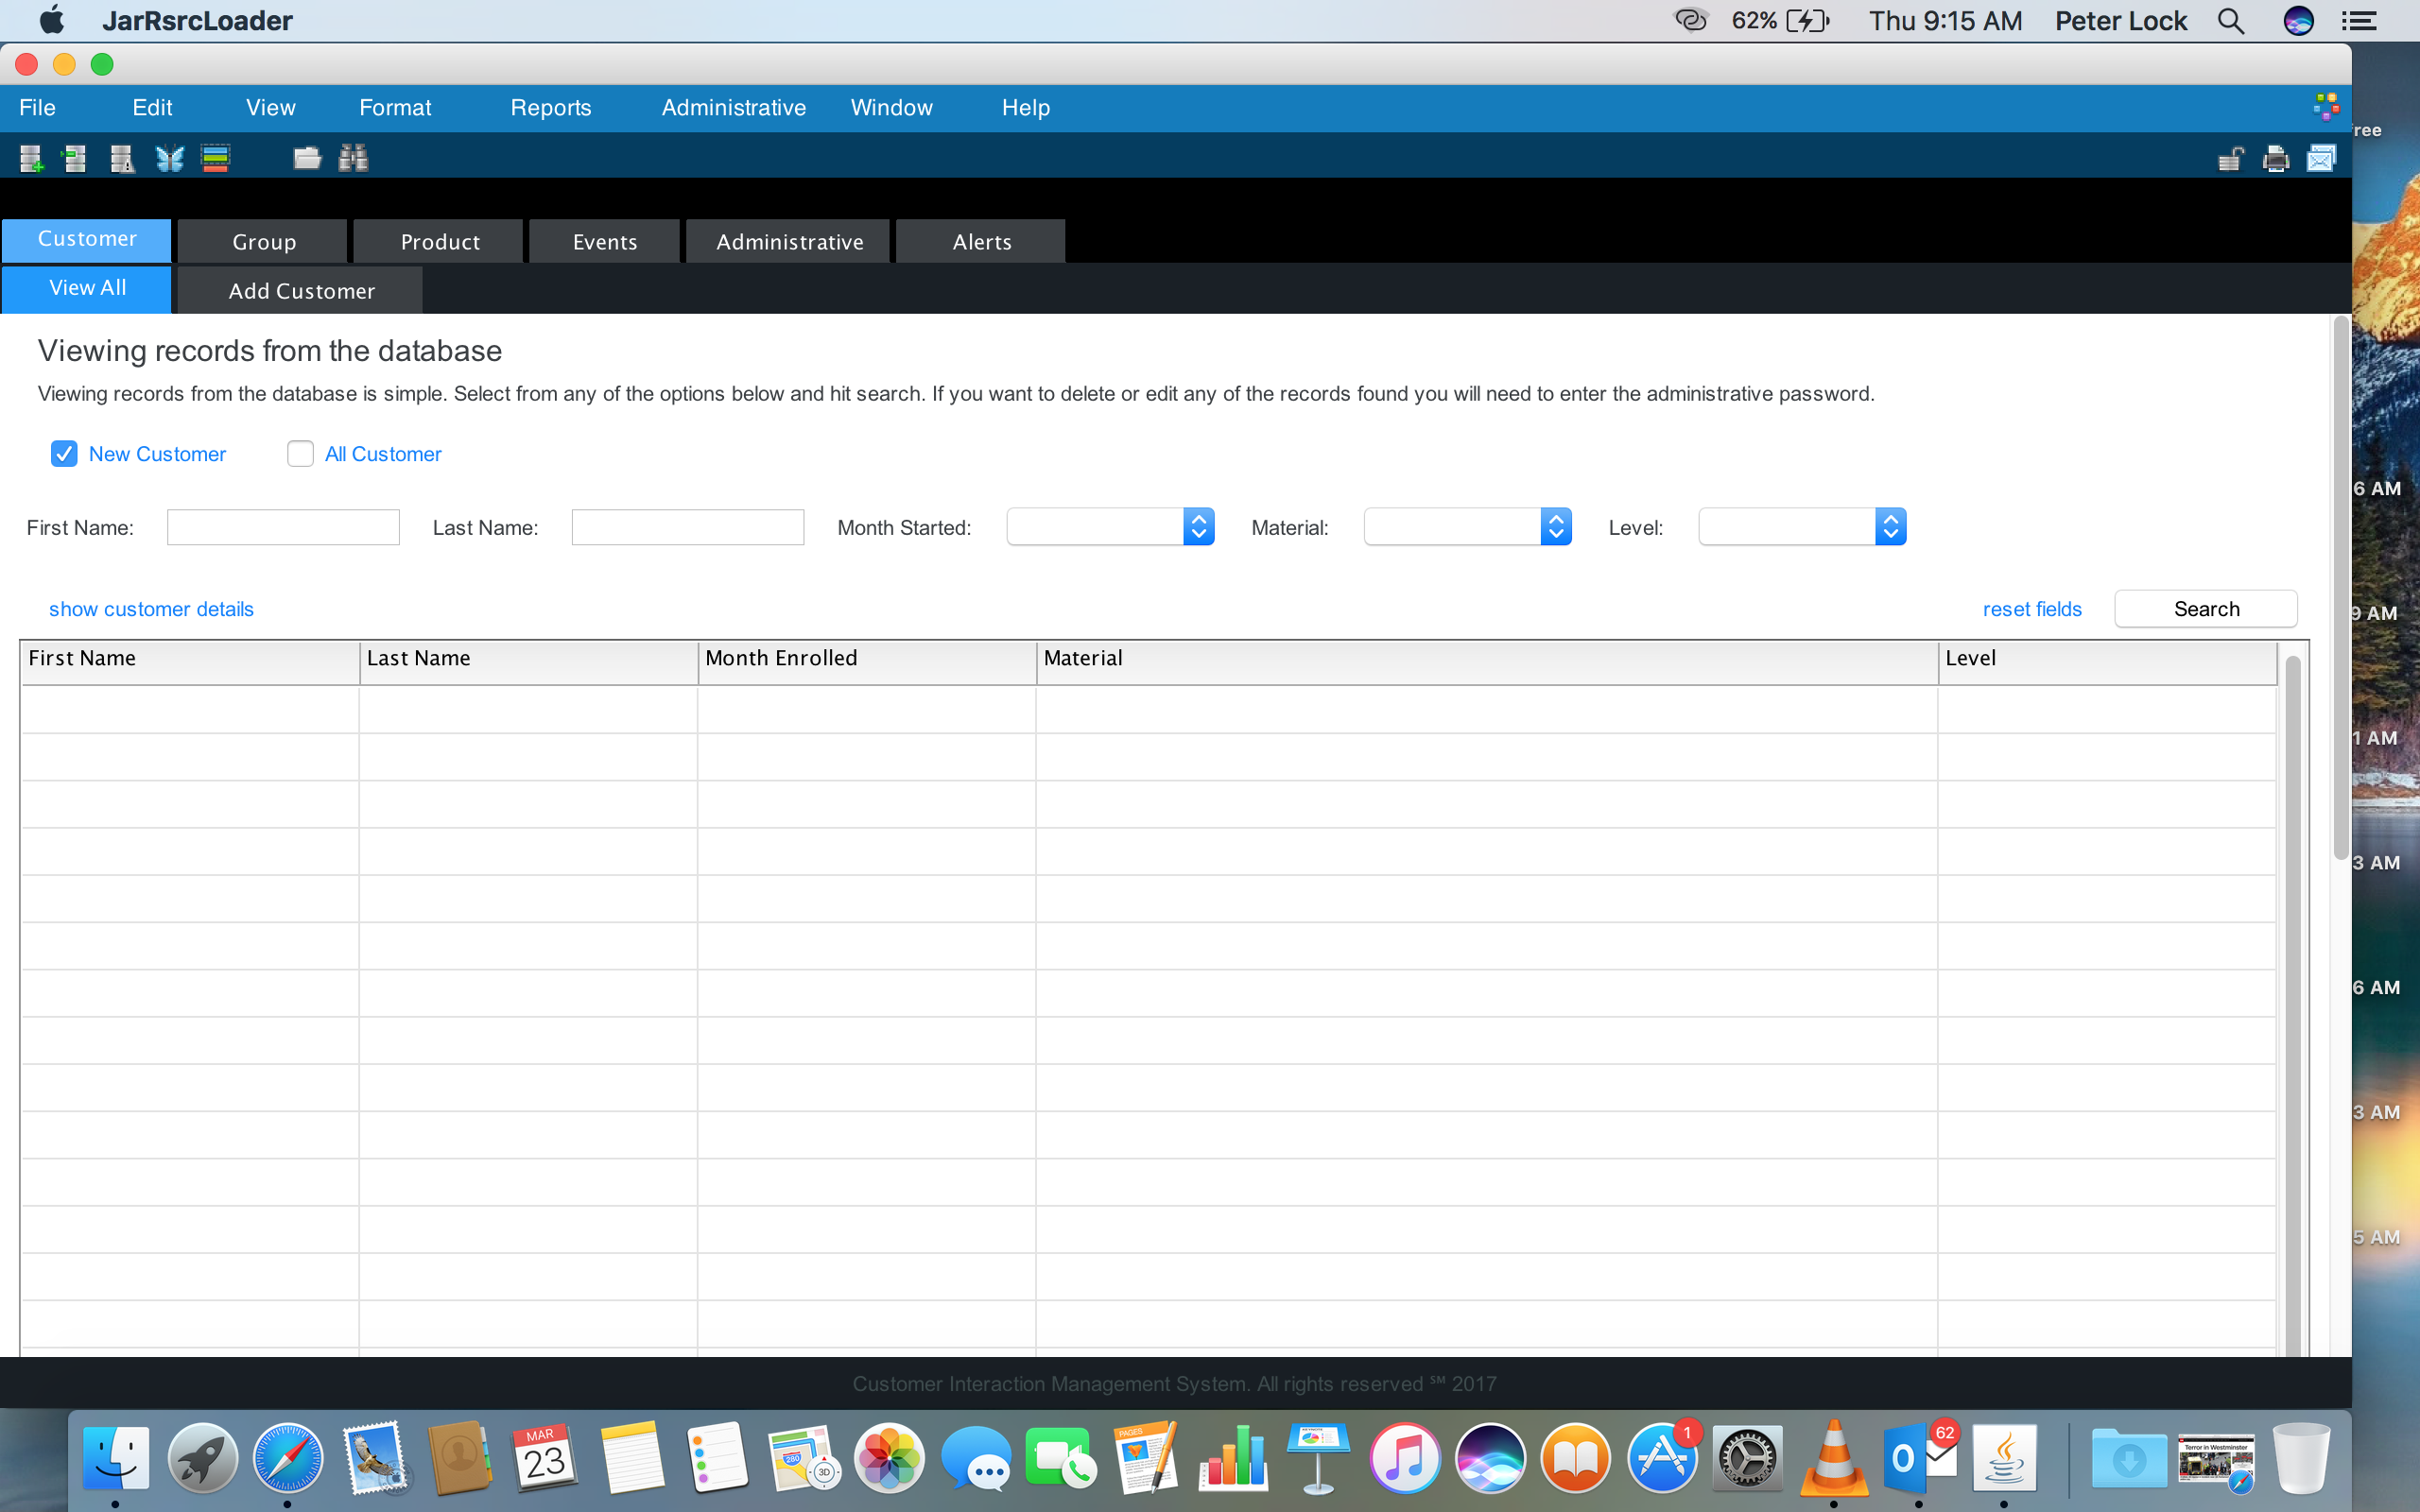 JarRsrcLoader 62% Thu 9:15 AM Peter Lock
File Edit View Format Reports Administrative Window Help
ree
Customer Group Product Events Administrative Alerts
View All Add Customer
Viewing records from the database
Viewing records from the database is simple. Select from any of the options below and hit search. If you want to delete or edit any of the records found you will need to enter the administrative password.
New Customer All Customer
6 AM
First Name: Last Name: Month Started: Material: Level:
show customer details reset fields Search
9 AM
First Name Last Name Month Enrolled Material Level
1 AM
3 AM
6 AM
3 AM
5 AM
Customer Interaction Management System. All rights reserved ℠ 2017
MAR
23
280
3D
PAGES
1
62
O
Terror in Westminster